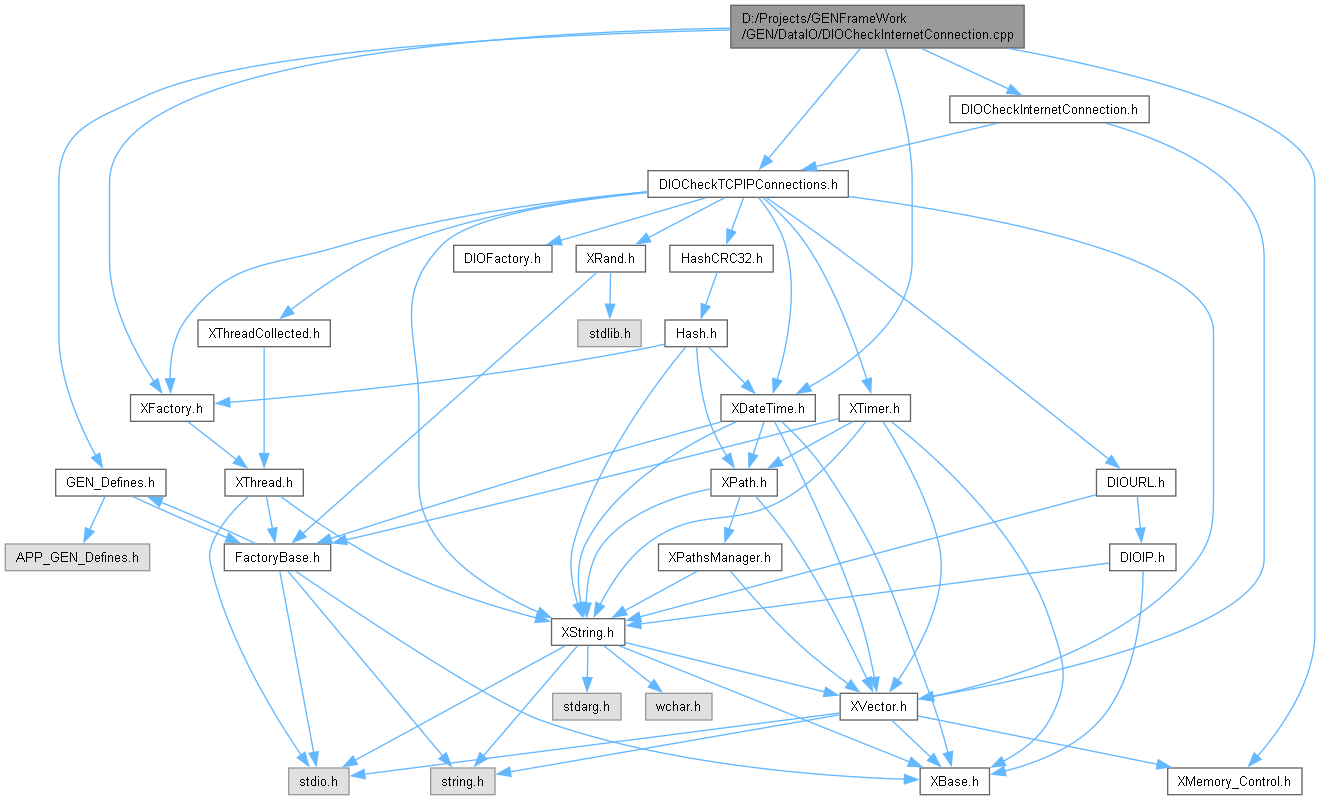 D:/Projects/GENFrameWork
/GEN/DataIO/DIOCheckInternetConnection.cpp
DIOCheckInternetConnection.h
DIOCheckTCPIPConnections.h
DIOFactory.h
XRand.h
HashCRC32.h
XThreadCollected.h
stdlib.h
Hash.h
XFactory.h
XDateTime.h
XTimer.h
GEN_Defines.h
XThread.h
XPath.h
DIOURL.h
APP_GEN_Defines.h
FactoryBase.h
XPathsManager.h
DIOIP.h
XString.h
stdarg.h
wchar.h
XVector.h
stdio.h
string.h
XBase.h
XMemory_Control.h